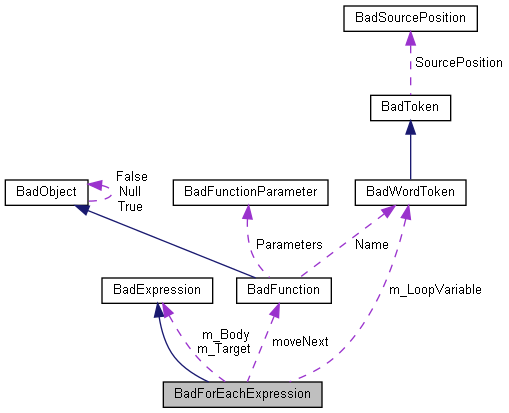 BadSourcePosition
SourcePosition
BadToken
False
Null
True
BadObject
BadFunctionParameter
BadWordToken
Parameters
Name
BadExpression
BadFunction
m_LoopVariable
m_Body
m_Target
moveNext
BadForEachExpression